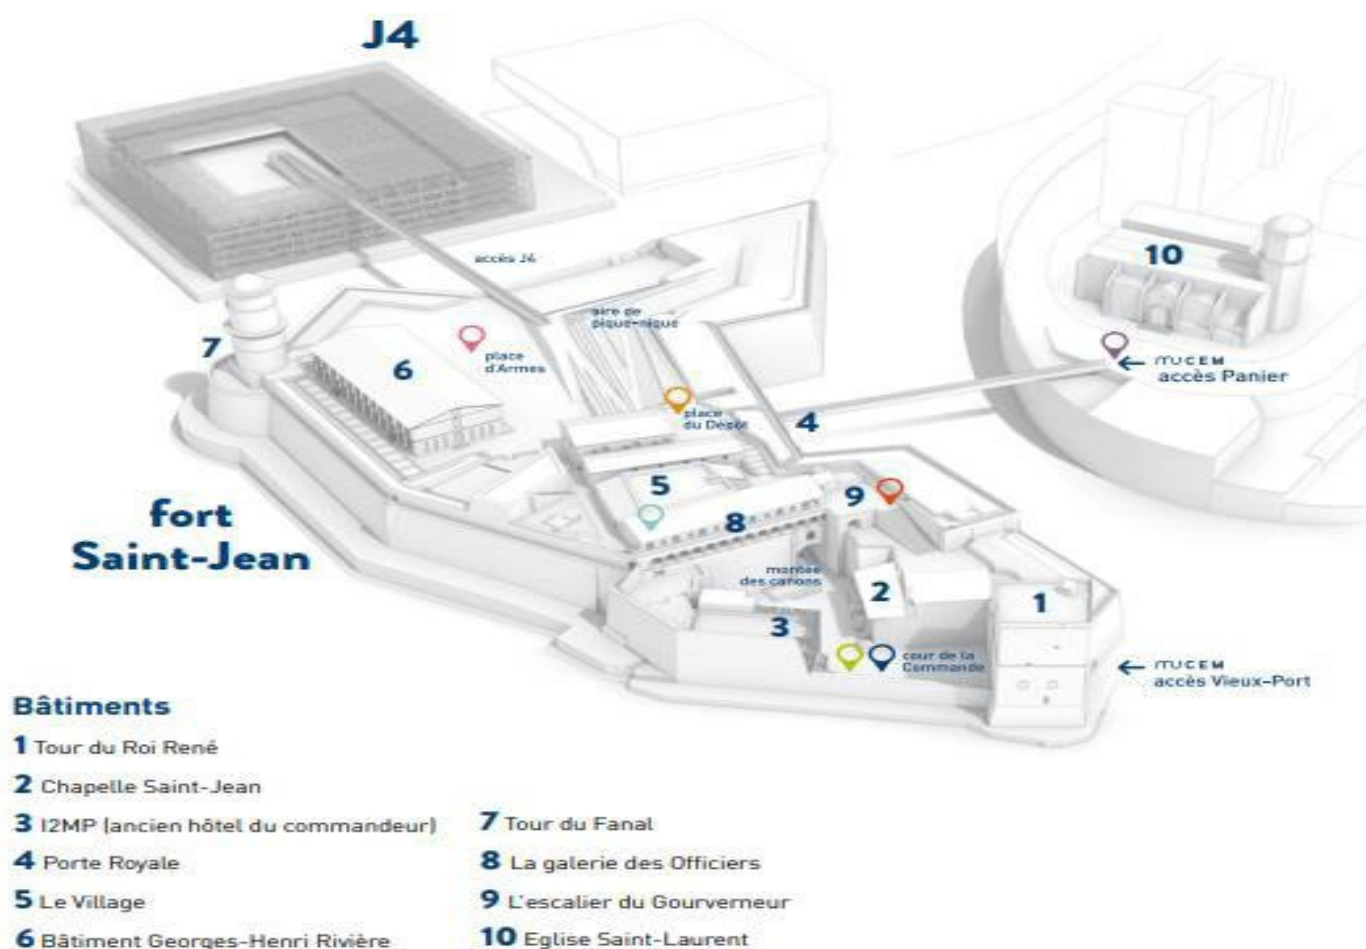 J4
accès J4
aire de
pique-nique
10
7
6
place
d'Armes
mucem
accès Panier
place
du Dépôt
4
fort
Saint-Jean
5
9
8
montée
des canons
2
1
3
cour de la
Commande
mucem
accès Vieux-Port
Bâtiments
1 Tour du Roi René
2 Chapelle Saint-Jean
3 I2MP (ancien hôtel du commandeur)
4 Porte Royale
5 Le Village
6 Bâtiment Georges-Henri Rivière
7 Tour du Fanal
8 La galerie des Officiers
9 L'escalier du Gourverneur
10 Eglise Saint-Laurent